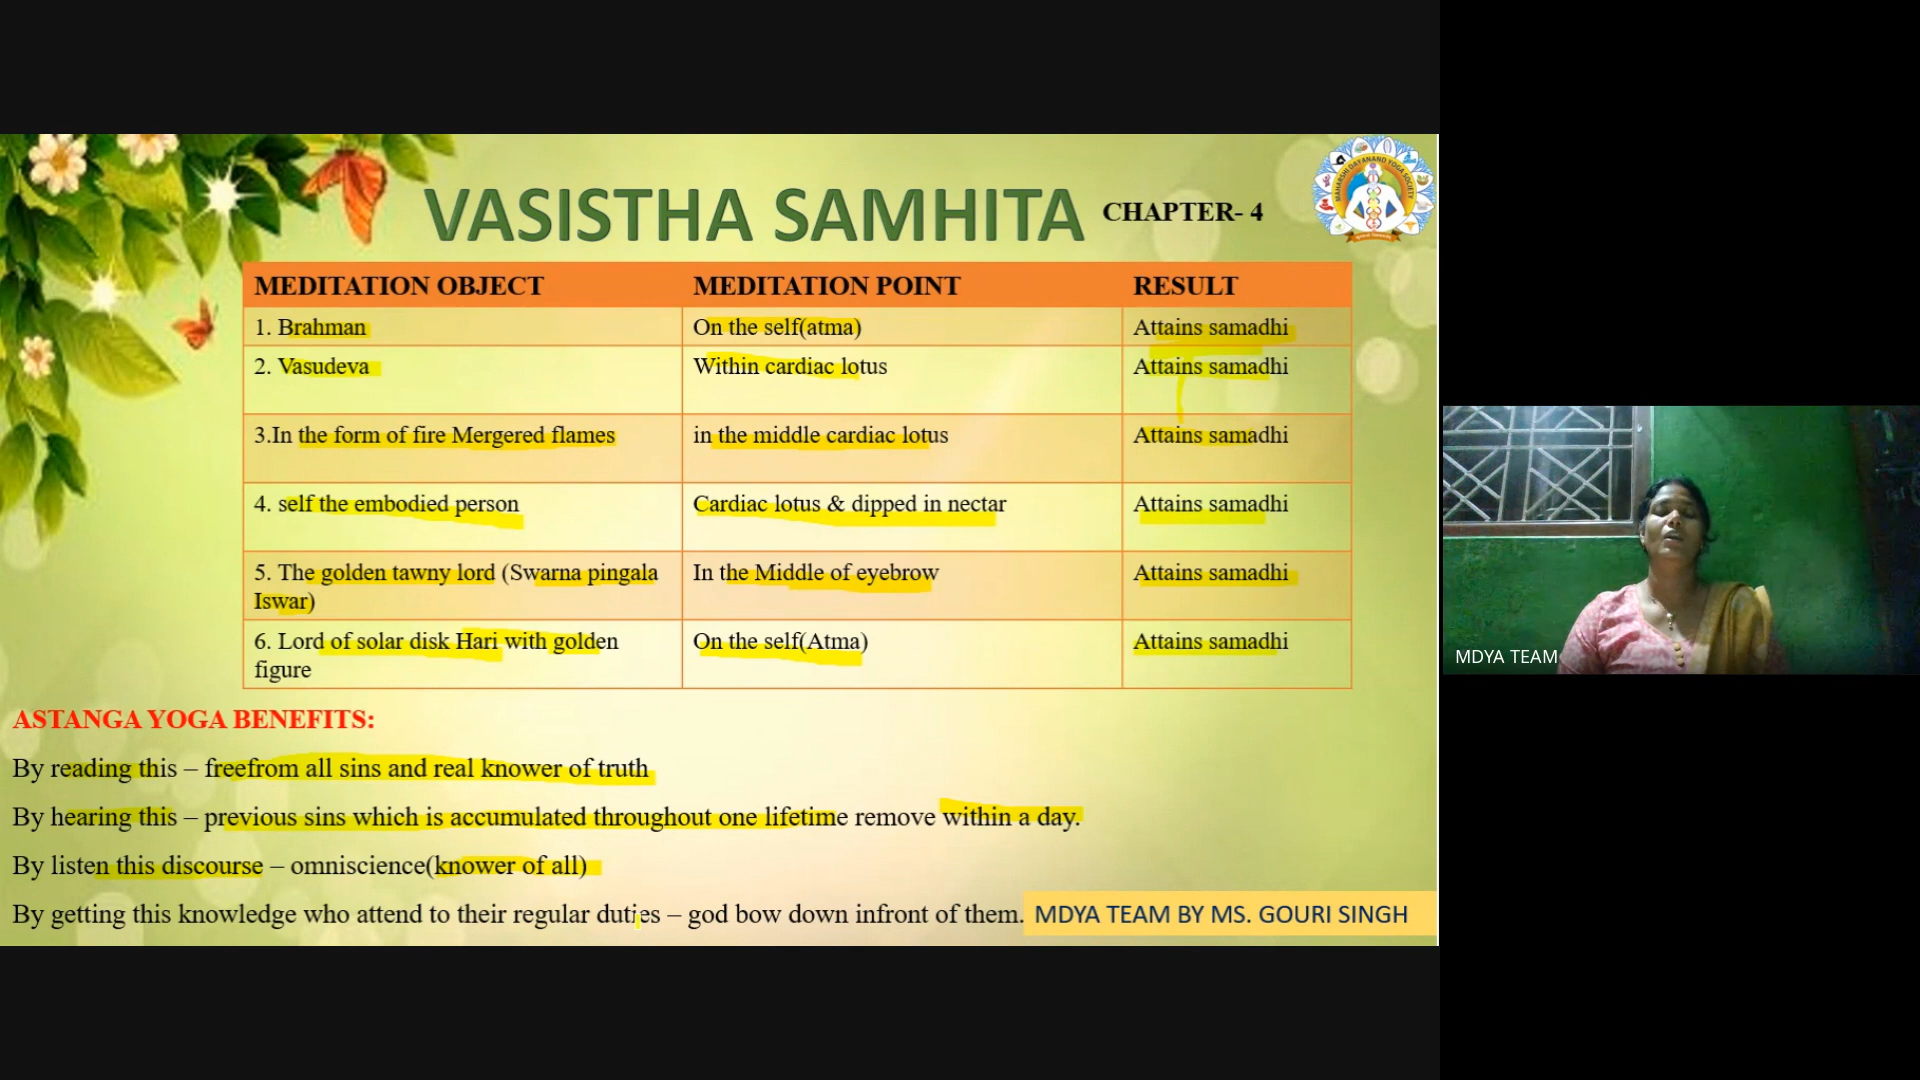 VASISTHA SAMHITA CHAPTER- 4
MAHARSHI DAYANAND YOGA SOCIETY
MEDITATION OBJECT MEDITATION POINT RESULT
1. Brahman On the self(atma) Attains samadhi
2. Vasudeva Within cardiac lotus Attains samadhi
3.In the form of fire Mergered flames in the middle cardiac lotus Attains samadhi
4. self the embodied person Cardiac lotus & dipped in nectar Attains samadhi
5. The golden tawny lord (Swarna pingala In the Middle of eyebrow Attains samadhi
Iswar)
6. Lord of solar disk Hari with golden On the self(Atma) Attains samadhi
figure
ASTANGA YOGA BENEFITS:
By reading this – freefrom all sins and real knower of truth
By hearing this – previous sins which is accumulated throughout one lifetime remove within a day.
By listen this discourse – omniscience(knower of all)
By getting this knowledge who attend to their regular duties – god bow down infront of them.
MDYA TEAM BY MS. GOURI SINGH
MDYA TEAM